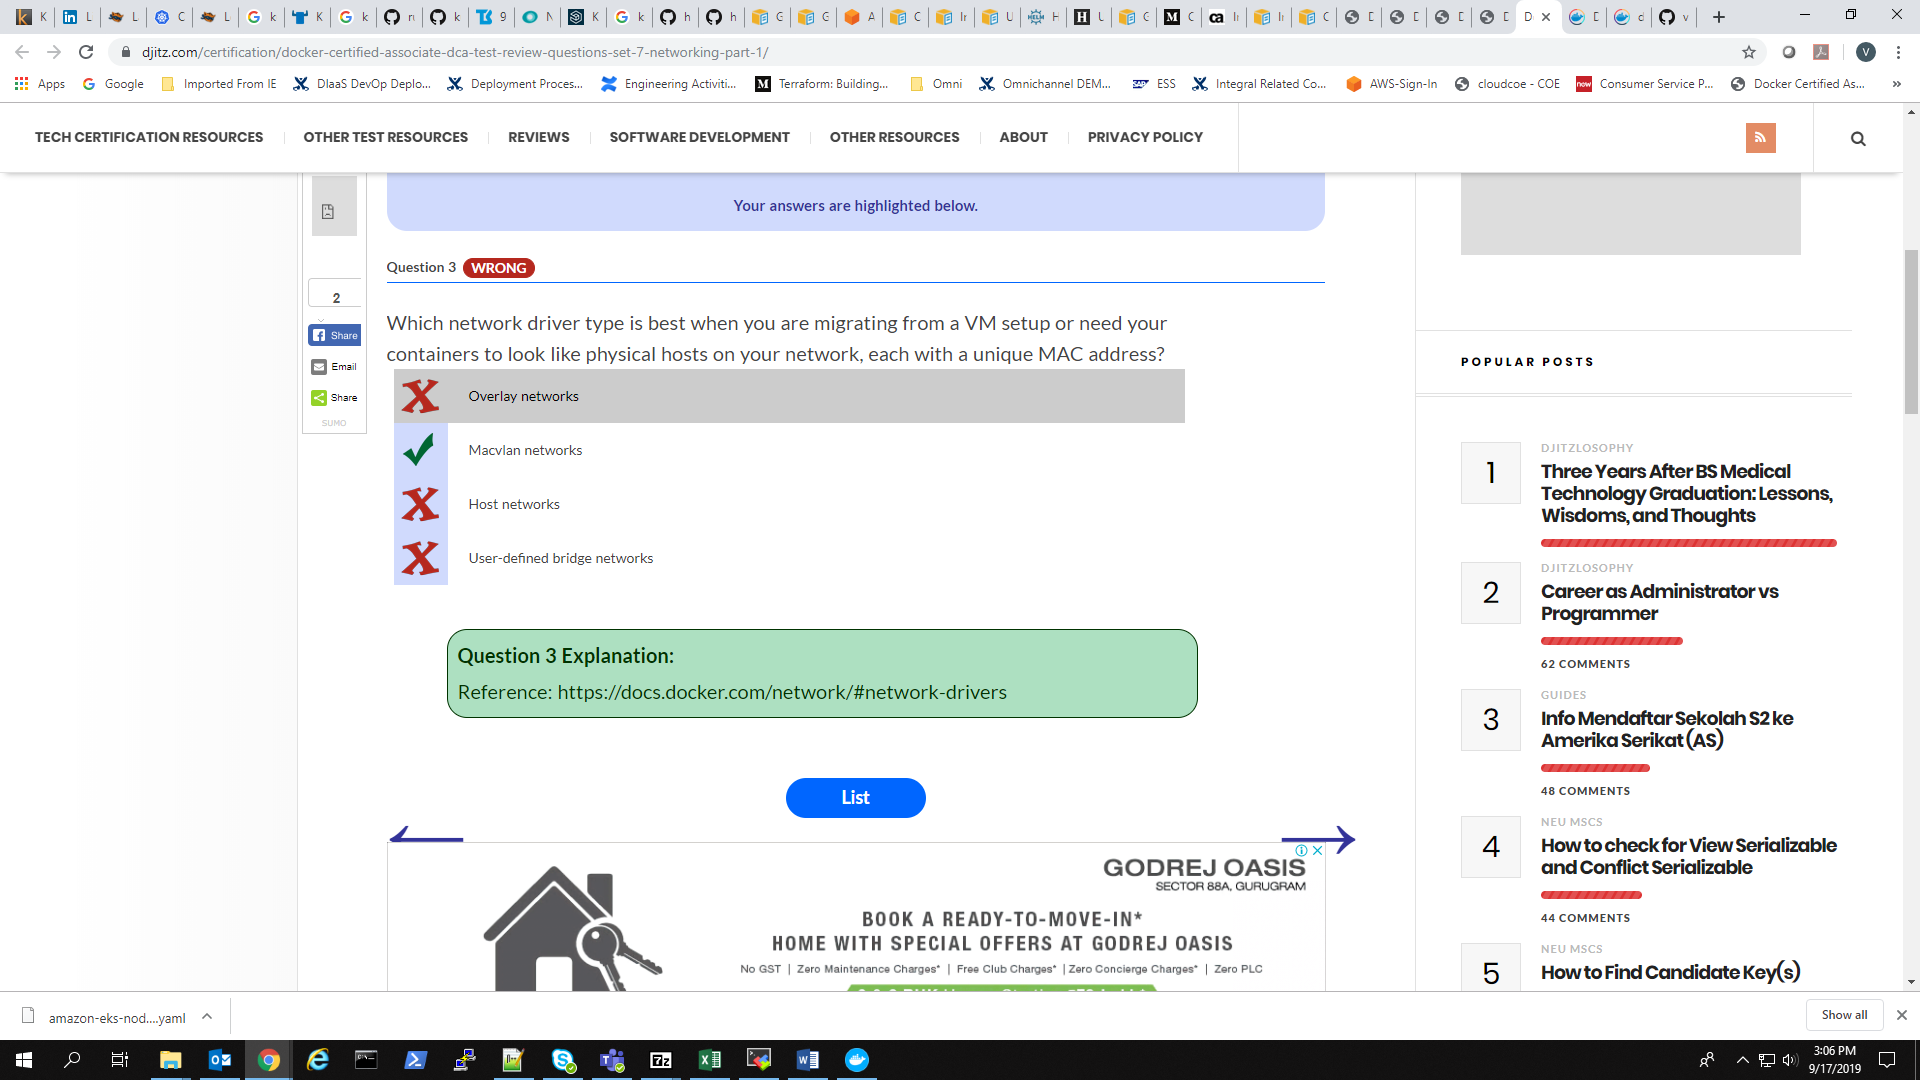 K
L
L
C
L
k
K
k
ru
k
9
N
K
k
h
h
G
G
A
C
Ir
U
H
U
G
C
Ir
Ir
C
D
D
D
D
D
D
d
v
djitz.com/certification/docker-certified-associate-dca-test-review-questions-set-7-networking-part-1/
V
Apps
Google
Imported From IE
DIaaS DevOp Deplo...
Deployment Proces...
Engineering Activiti...
Terraform: Building...
Omni
Omnichannel DEM...
ESS
Integral Related Co...
AWS-Sign-In
cloudcoe - COE
Consumer Service P...
Docker Certified As...
»
TECH CERTIFICATION RESOURCES
OTHER TEST RESOURCES
REVIEWS
SOFTWARE DEVELOPMENT
OTHER RESOURCES
ABOUT
PRIVACY POLICY
Your answers are highlighted below.
2
Share
Email
Share
SUMO
Question 3 WRONG
Which network driver type is best when you are migrating from a VM setup or need your
containers to look like physical hosts on your network, each with a unique MAC address?
Overlay networks
Macvlan networks
Host networks
User-defined bridge networks
Question 3 Explanation:
Reference: https://docs.docker.com/network/#network-drivers
List
GODREJ OASIS
SECTOR 88A, GURUGRAM
BOOK A READY-TO-MOVE-IN*
HOME WITH SPECIAL OFFERS AT GODREJ OASIS
No GST | Zero Maintenance Charges* | Free Club Charges* | Zero Concierge Charges* | Zero PLC
POPULAR POSTS
1
DJITZLOSOPHY
Three Years After BS Medical
Technology Graduation: Lessons,
Wisdoms, and Thoughts
2
DJITZLOSOPHY
Career as Administrator vs
Programmer
62 COMMENTS
3
GUIDES
Info Mendaftar Sekolah S2 ke
Amerika Serikat (AS)
48 COMMENTS
4
NEU MSCS
How to check for View Serializable
and Conflict Serializable
44 COMMENTS
5
NEU MSCS
How to Find Candidate Key(s)
amazon-eks-nod....yaml
Show all
3:06 PM
9/17/2019